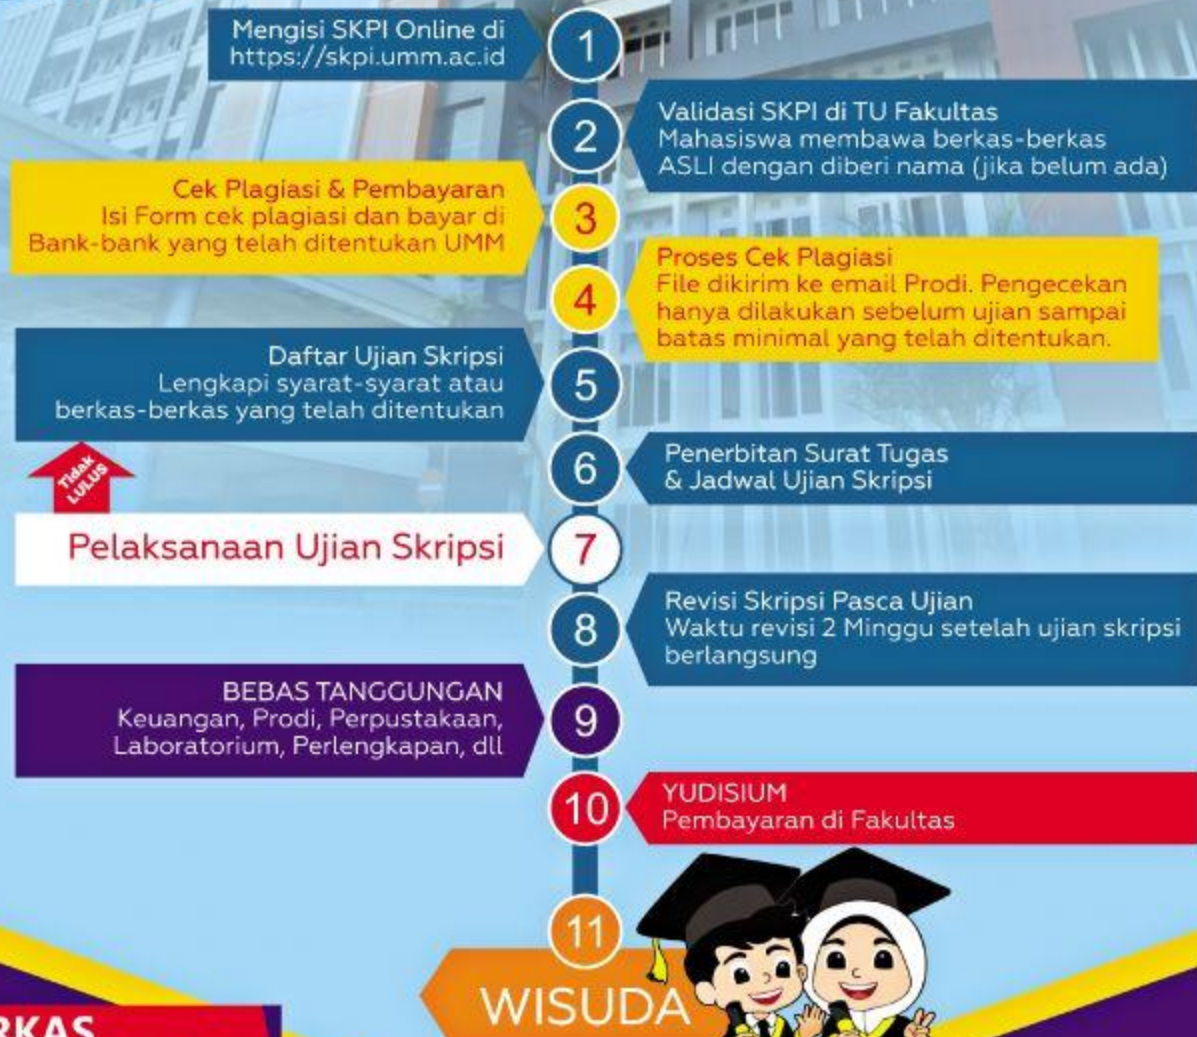 Mengisi SKPI Online di
https://skpi.umm.ac.id
1
2
Validasi SKPI di TU Fakultas
Mahasiswa membawa berkas-berkas
ASLI dengan diberi nama (jika belum ada)
Cek Plagiasi & Pembayaran
Isi Form cek plagiasi dan bayar di
Bank-bank yang telah ditentukan UMM
3
4
Proses Cek Plagiasi
File dikirim ke email Prodi. Pengecekan
hanya dilakukan sebelum ujian sampai
batas minimal yang telah ditentukan.
Daftar Ujian Skripsi
Lengkapi syarat-syarat atau
berkas-berkas yang telah ditentukan
5
Tidak
LULUS
6
Penerbitan Surat Tugas
& Jadwal Ujian Skripsi
Pelaksanaan Ujian Skripsi
7
8
Revisi Skripsi Pasca Ujian
Waktu revisi 2 Minggu setelah ujian skripsi
berlangsung
BEBAS TANGGUNGAN
Keuangan, Prodi, Perpustakaan,
Laboratorium, Perlengkapan, dll
9
10
YUDISIUM
Pembayaran di Fakultas
11
WISUDA
RKAS